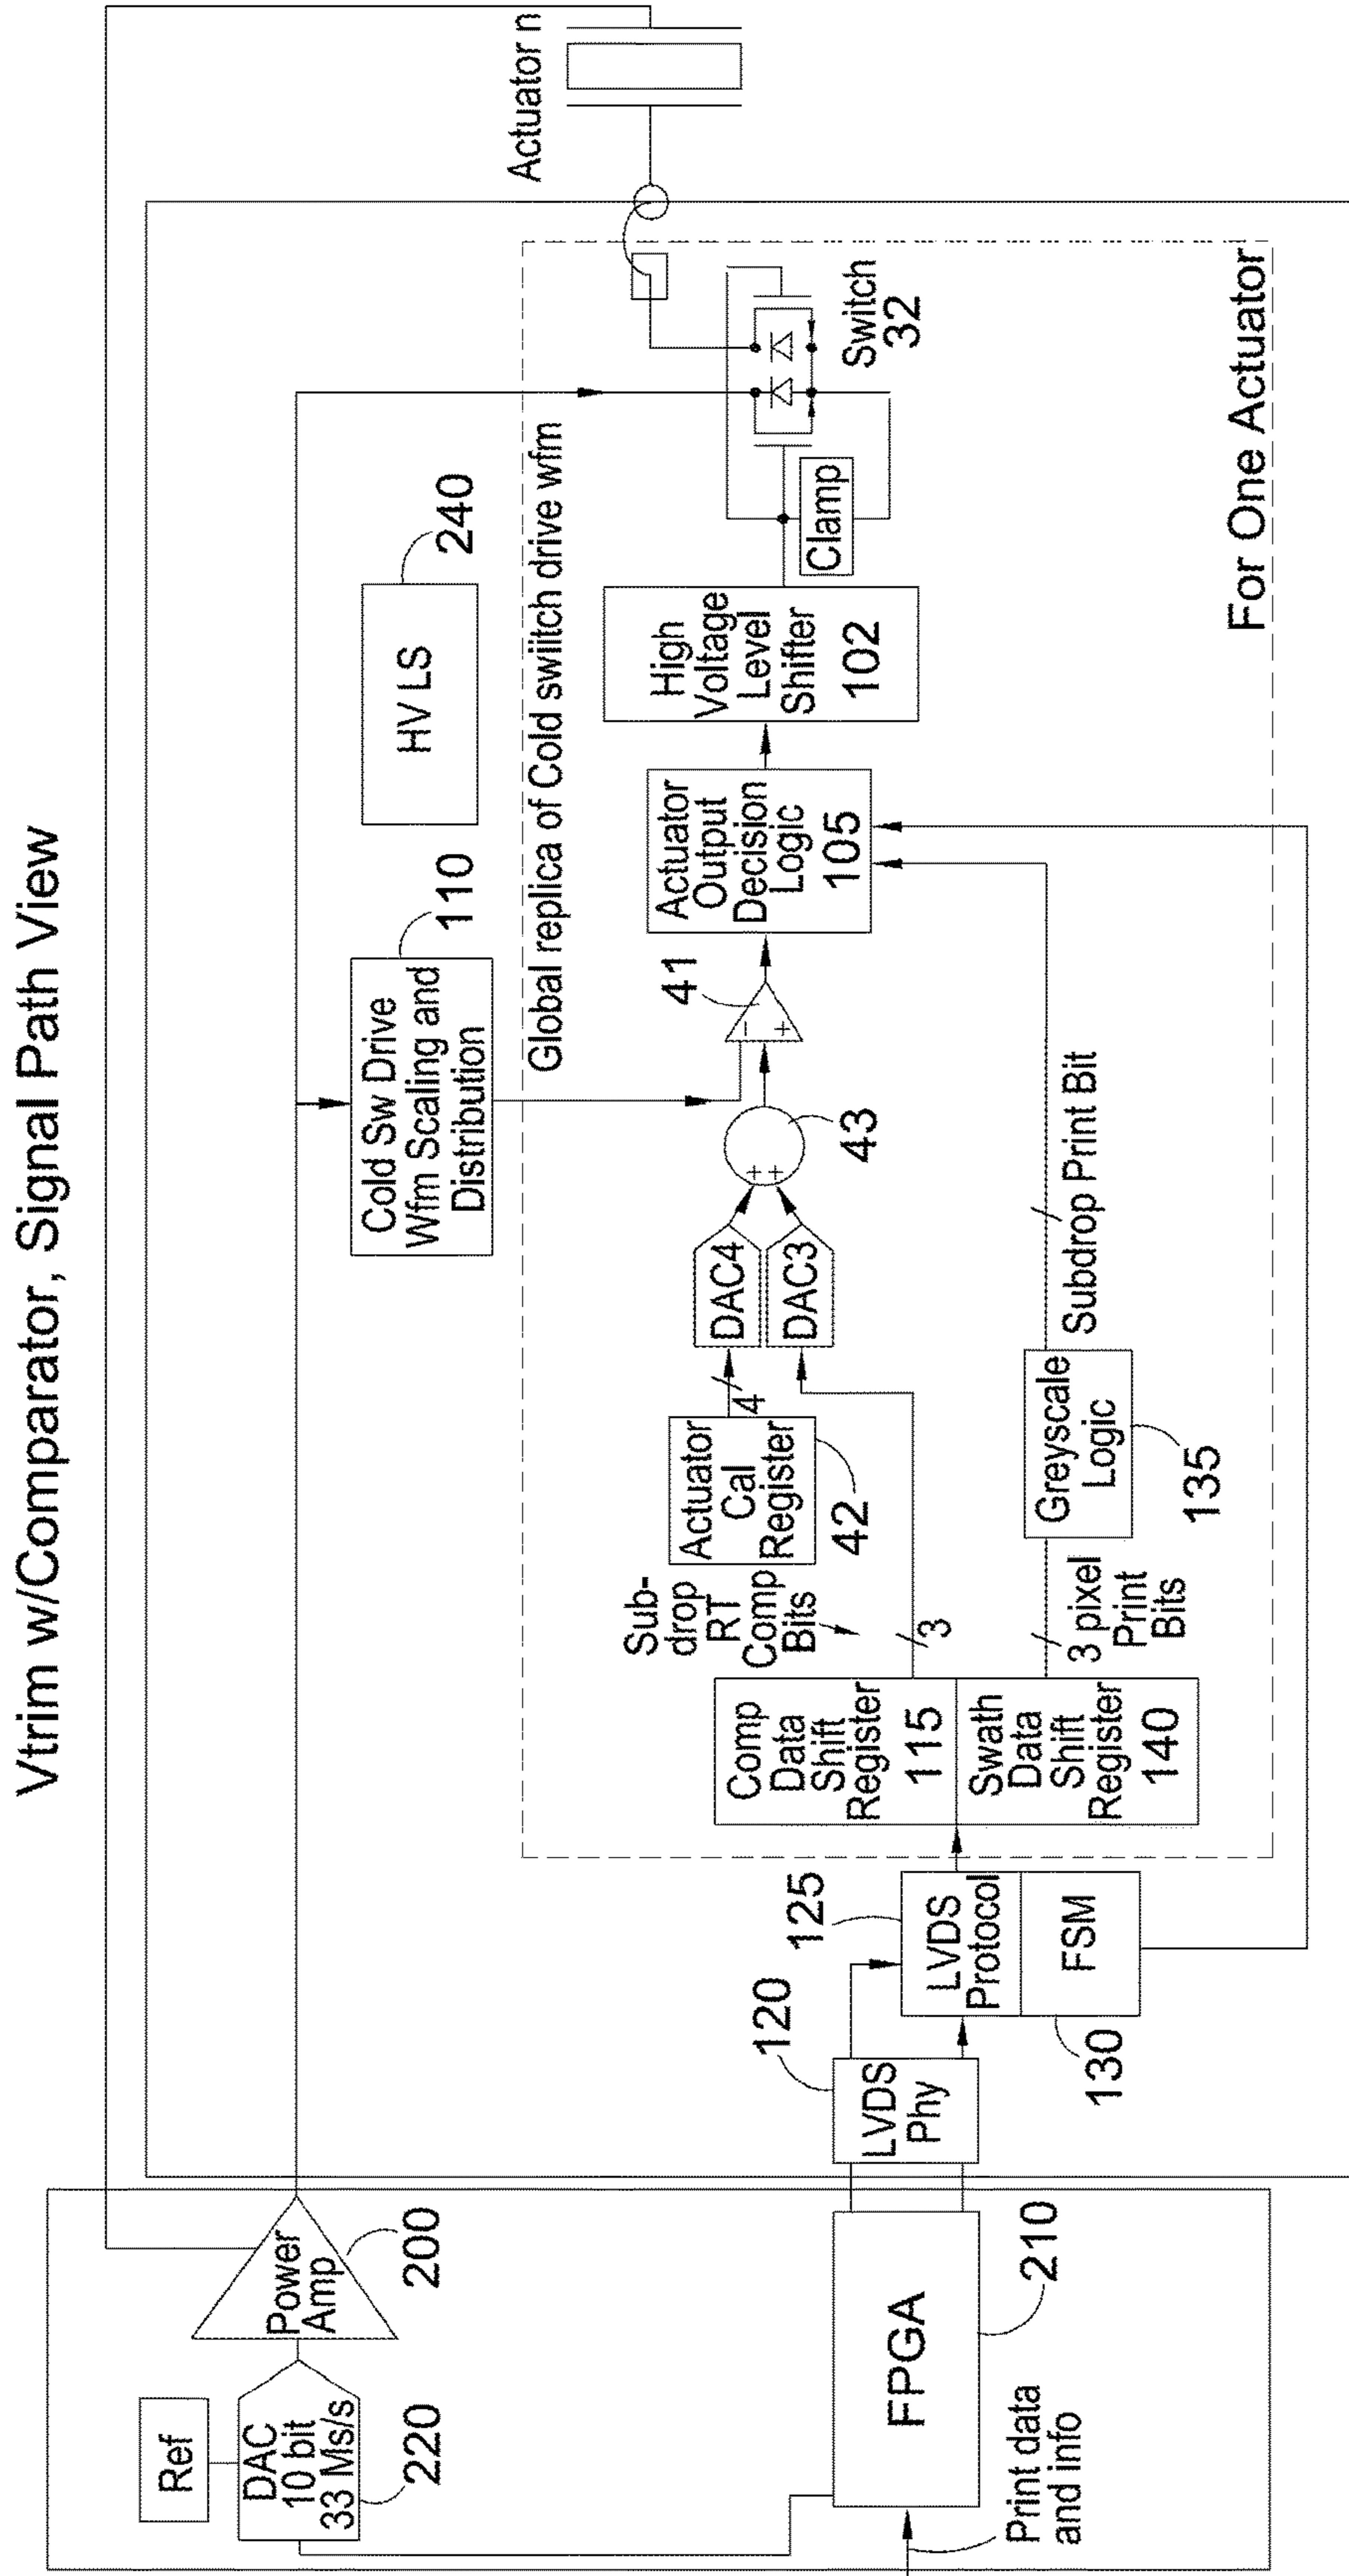 Vtrim w/Comparator, Signal Path View
Ref
DAC
10 bit
33 Ms/s
220
Power
Amp
200
Cold Sw Drive
Wfm Scaling and
Distribution
110
HV LS
240
Global replica of Cold swiitch drive wfm
Actuator n
Print data
and info
FPGA
210
LVDS
Phy
120
LVDS
Protocol
125
FSM
130
Comp
Data
Shift
Register
115
Swath
Data
Shift
Register
140
Sub-
drop
RT
Comp
Bits
3
3 pixel
Print
Bits
Actuator
Cal
Register
42
4
DAC4
DAC3
+
+
43
-
+
41
Greyscale
Logic
135
Subdrop Print Bit
Actuator
Output
Decision
Logic
105
High
Voltage
Level
Shifter
102
Clamp
Switch
32
For One Actuator